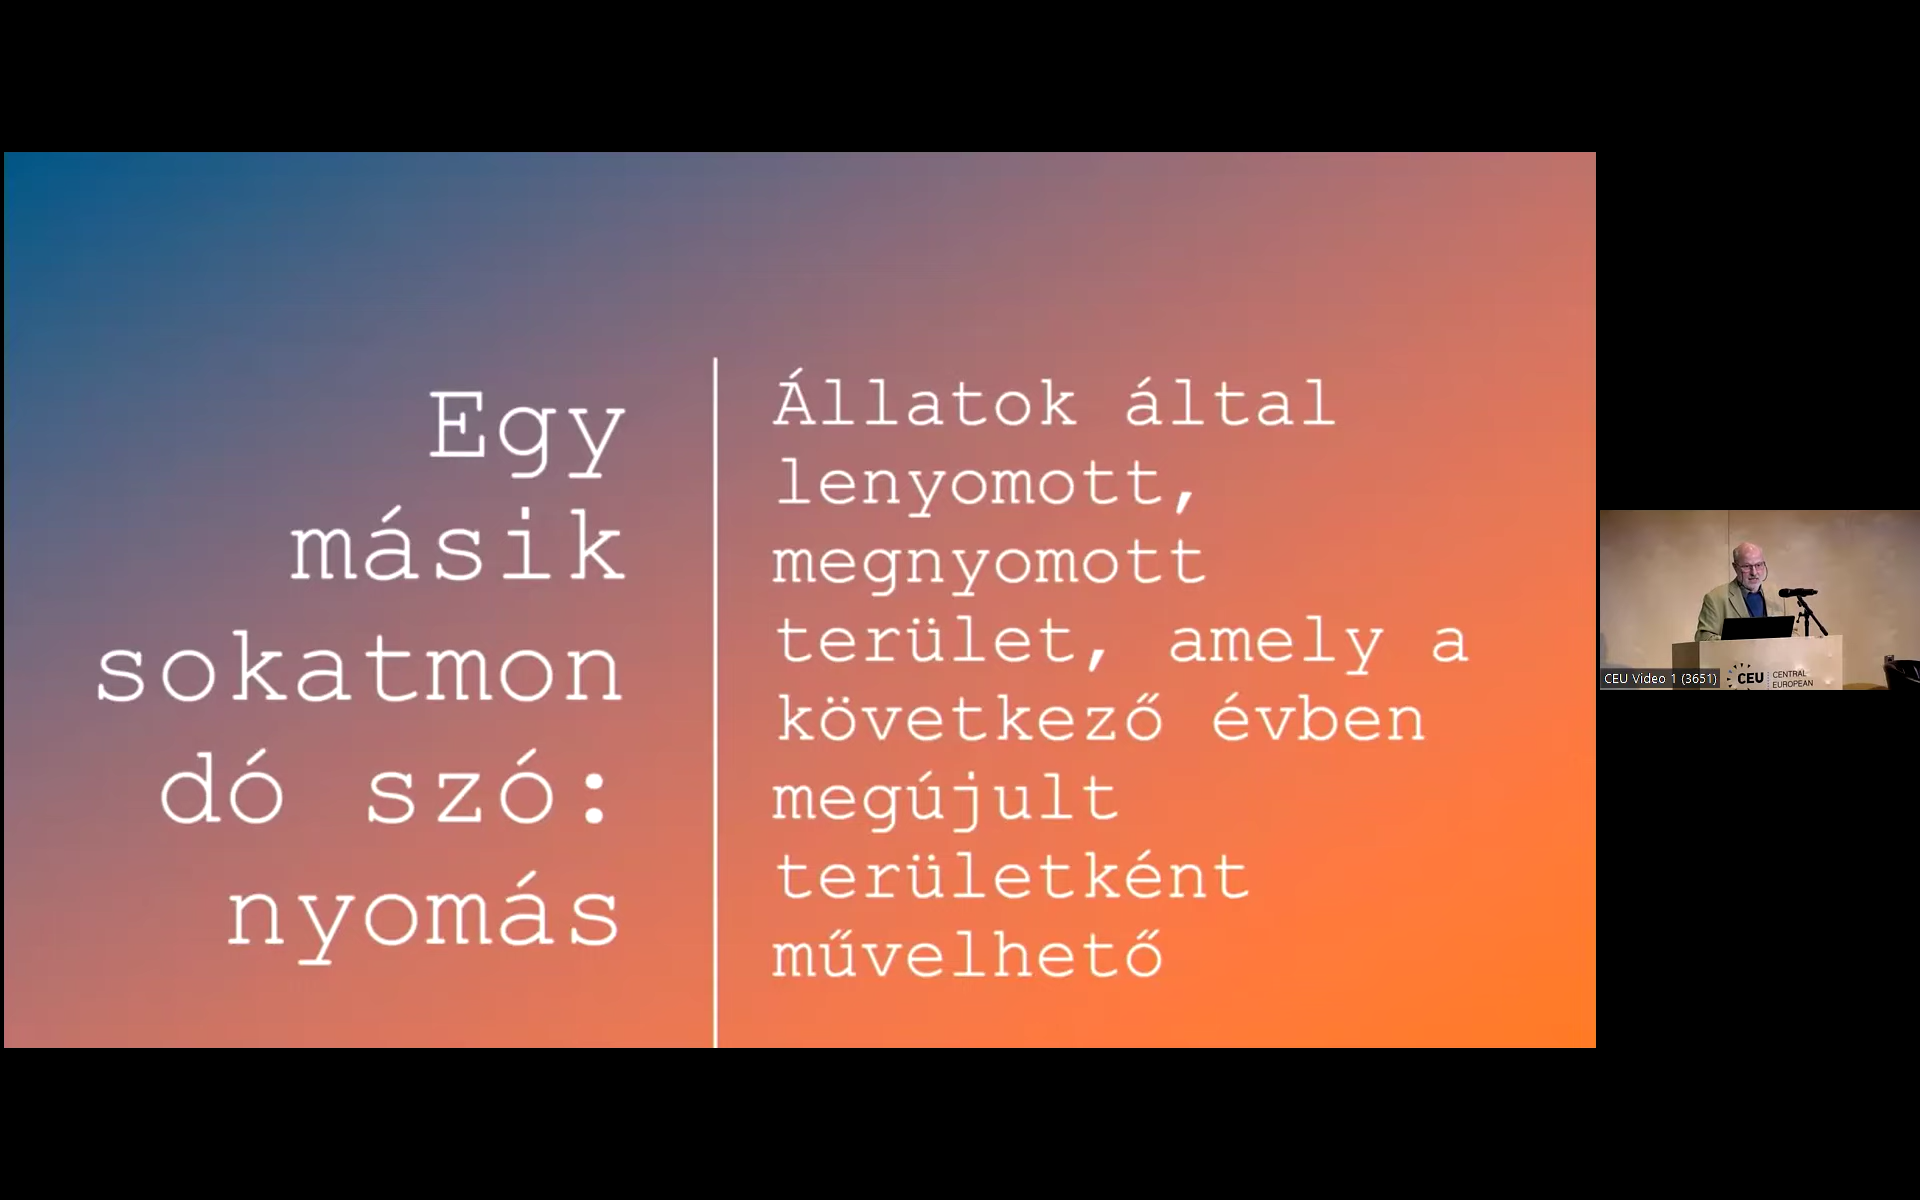 Egy
másik
sokatmon
dó szó:
nyomás
Állatok által
lenyomott,
megnyomott
terület, amely a
következő évben
megújult
területként
művelhető
CEU Video 1 (3651)
CEU
CENTRAL
EUROPEAN